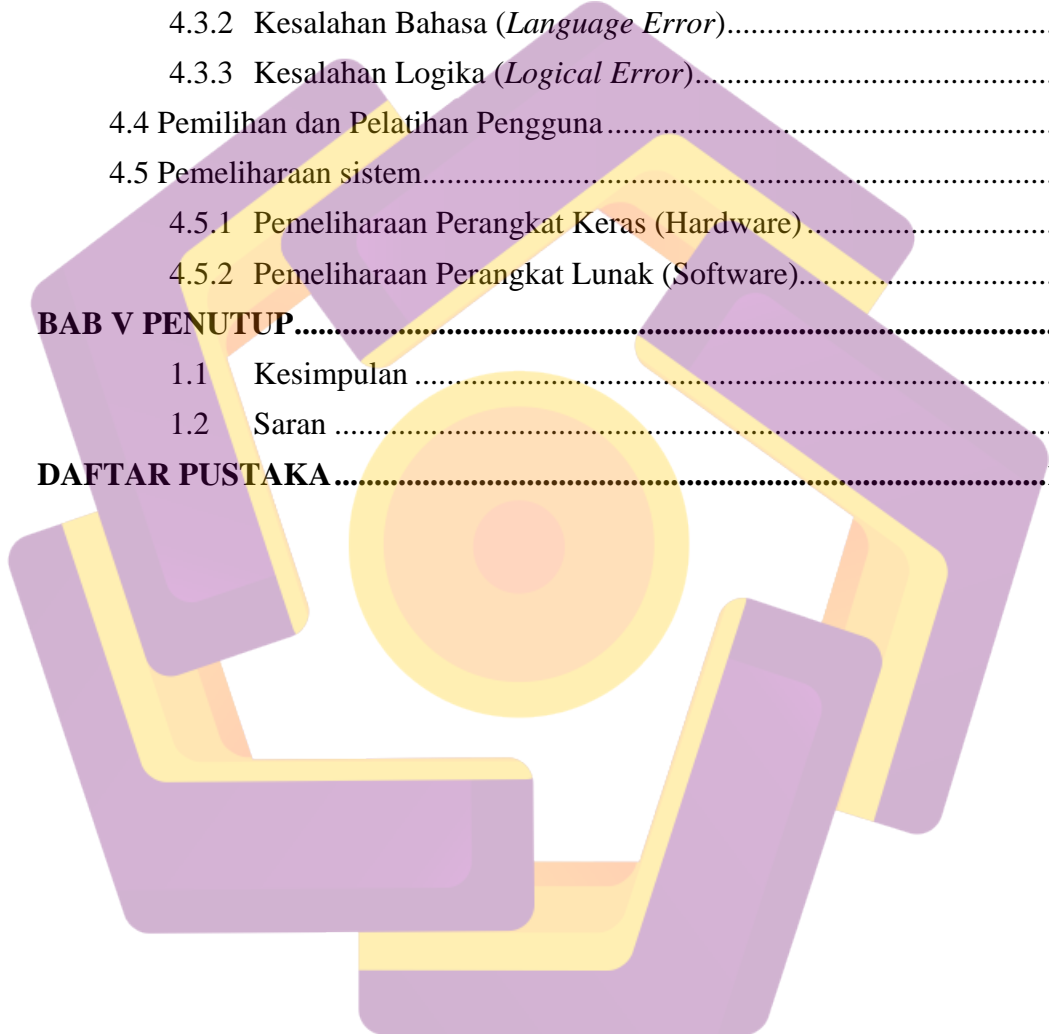 4.3.2 Kesalahan Bahasa (Language Error)..........................................
4.3.3 Kesalahan Logika (Logical Error).............................................
4.4 Pemilihan dan Pelatihan Pengguna.......................................................
4.5 Pemeliharaan sistem...............................................................................
4.5.1 Pemeliharaan Perangkat Keras (Hardware)...............................
4.5.2 Pemeliharaan Perangkat Lunak (Software)................................
BAB V PENUTUP...............................................................................................
1.1 Kesimpulan................................................................................
1.2 Saran..........................................................................................
DAFTAR PUSTAKA..........................................................................................